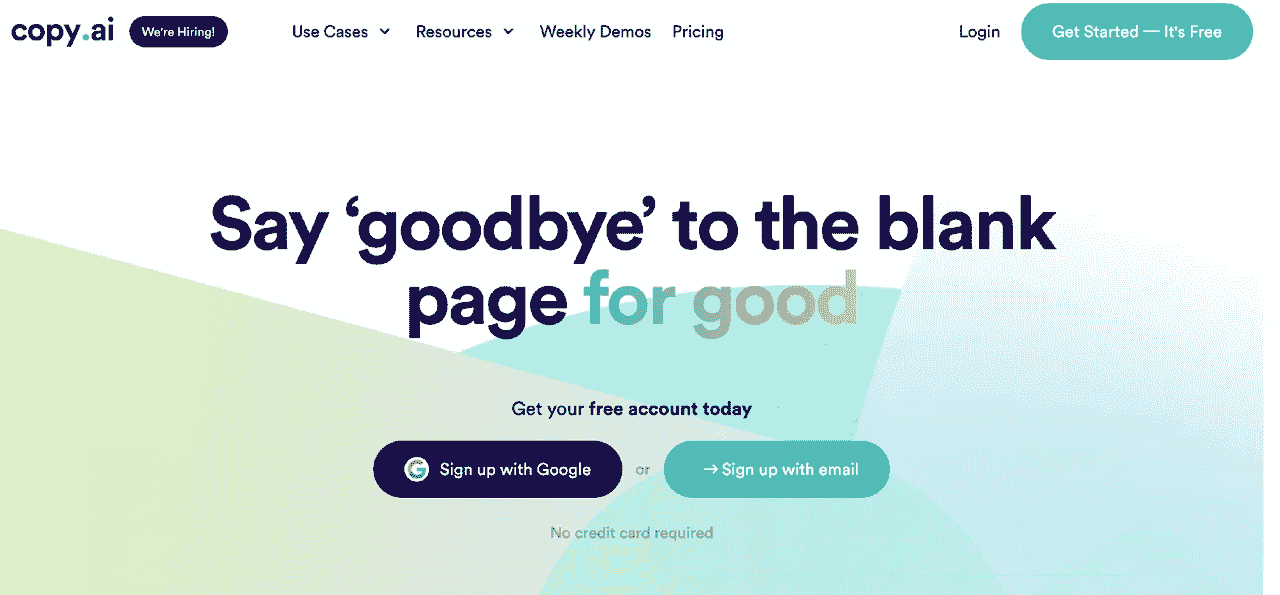 copy.ai We're Hiring! Use Cases Resources Weekly Demos Pricing Login Get Started — It's Free
Say ‘goodbye’ to the blank
page for good
Get your free account today
Sign up with Google or → Sign up with email
No credit card required